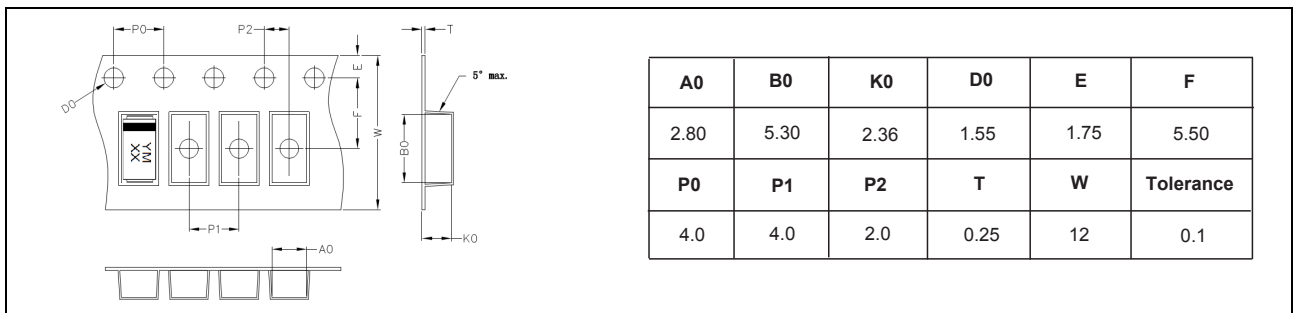 P0
P2
T
E
5° max.
D0
F
W
B0
YM
XX
P1
K0
A0
A0 B0 K0 D0 E F
2.80 5.30 2.36 1.55 1.75 5.50
P0 P1 P2 T W Tolerance
4.0 4.0 2.0 0.25 12 0.1